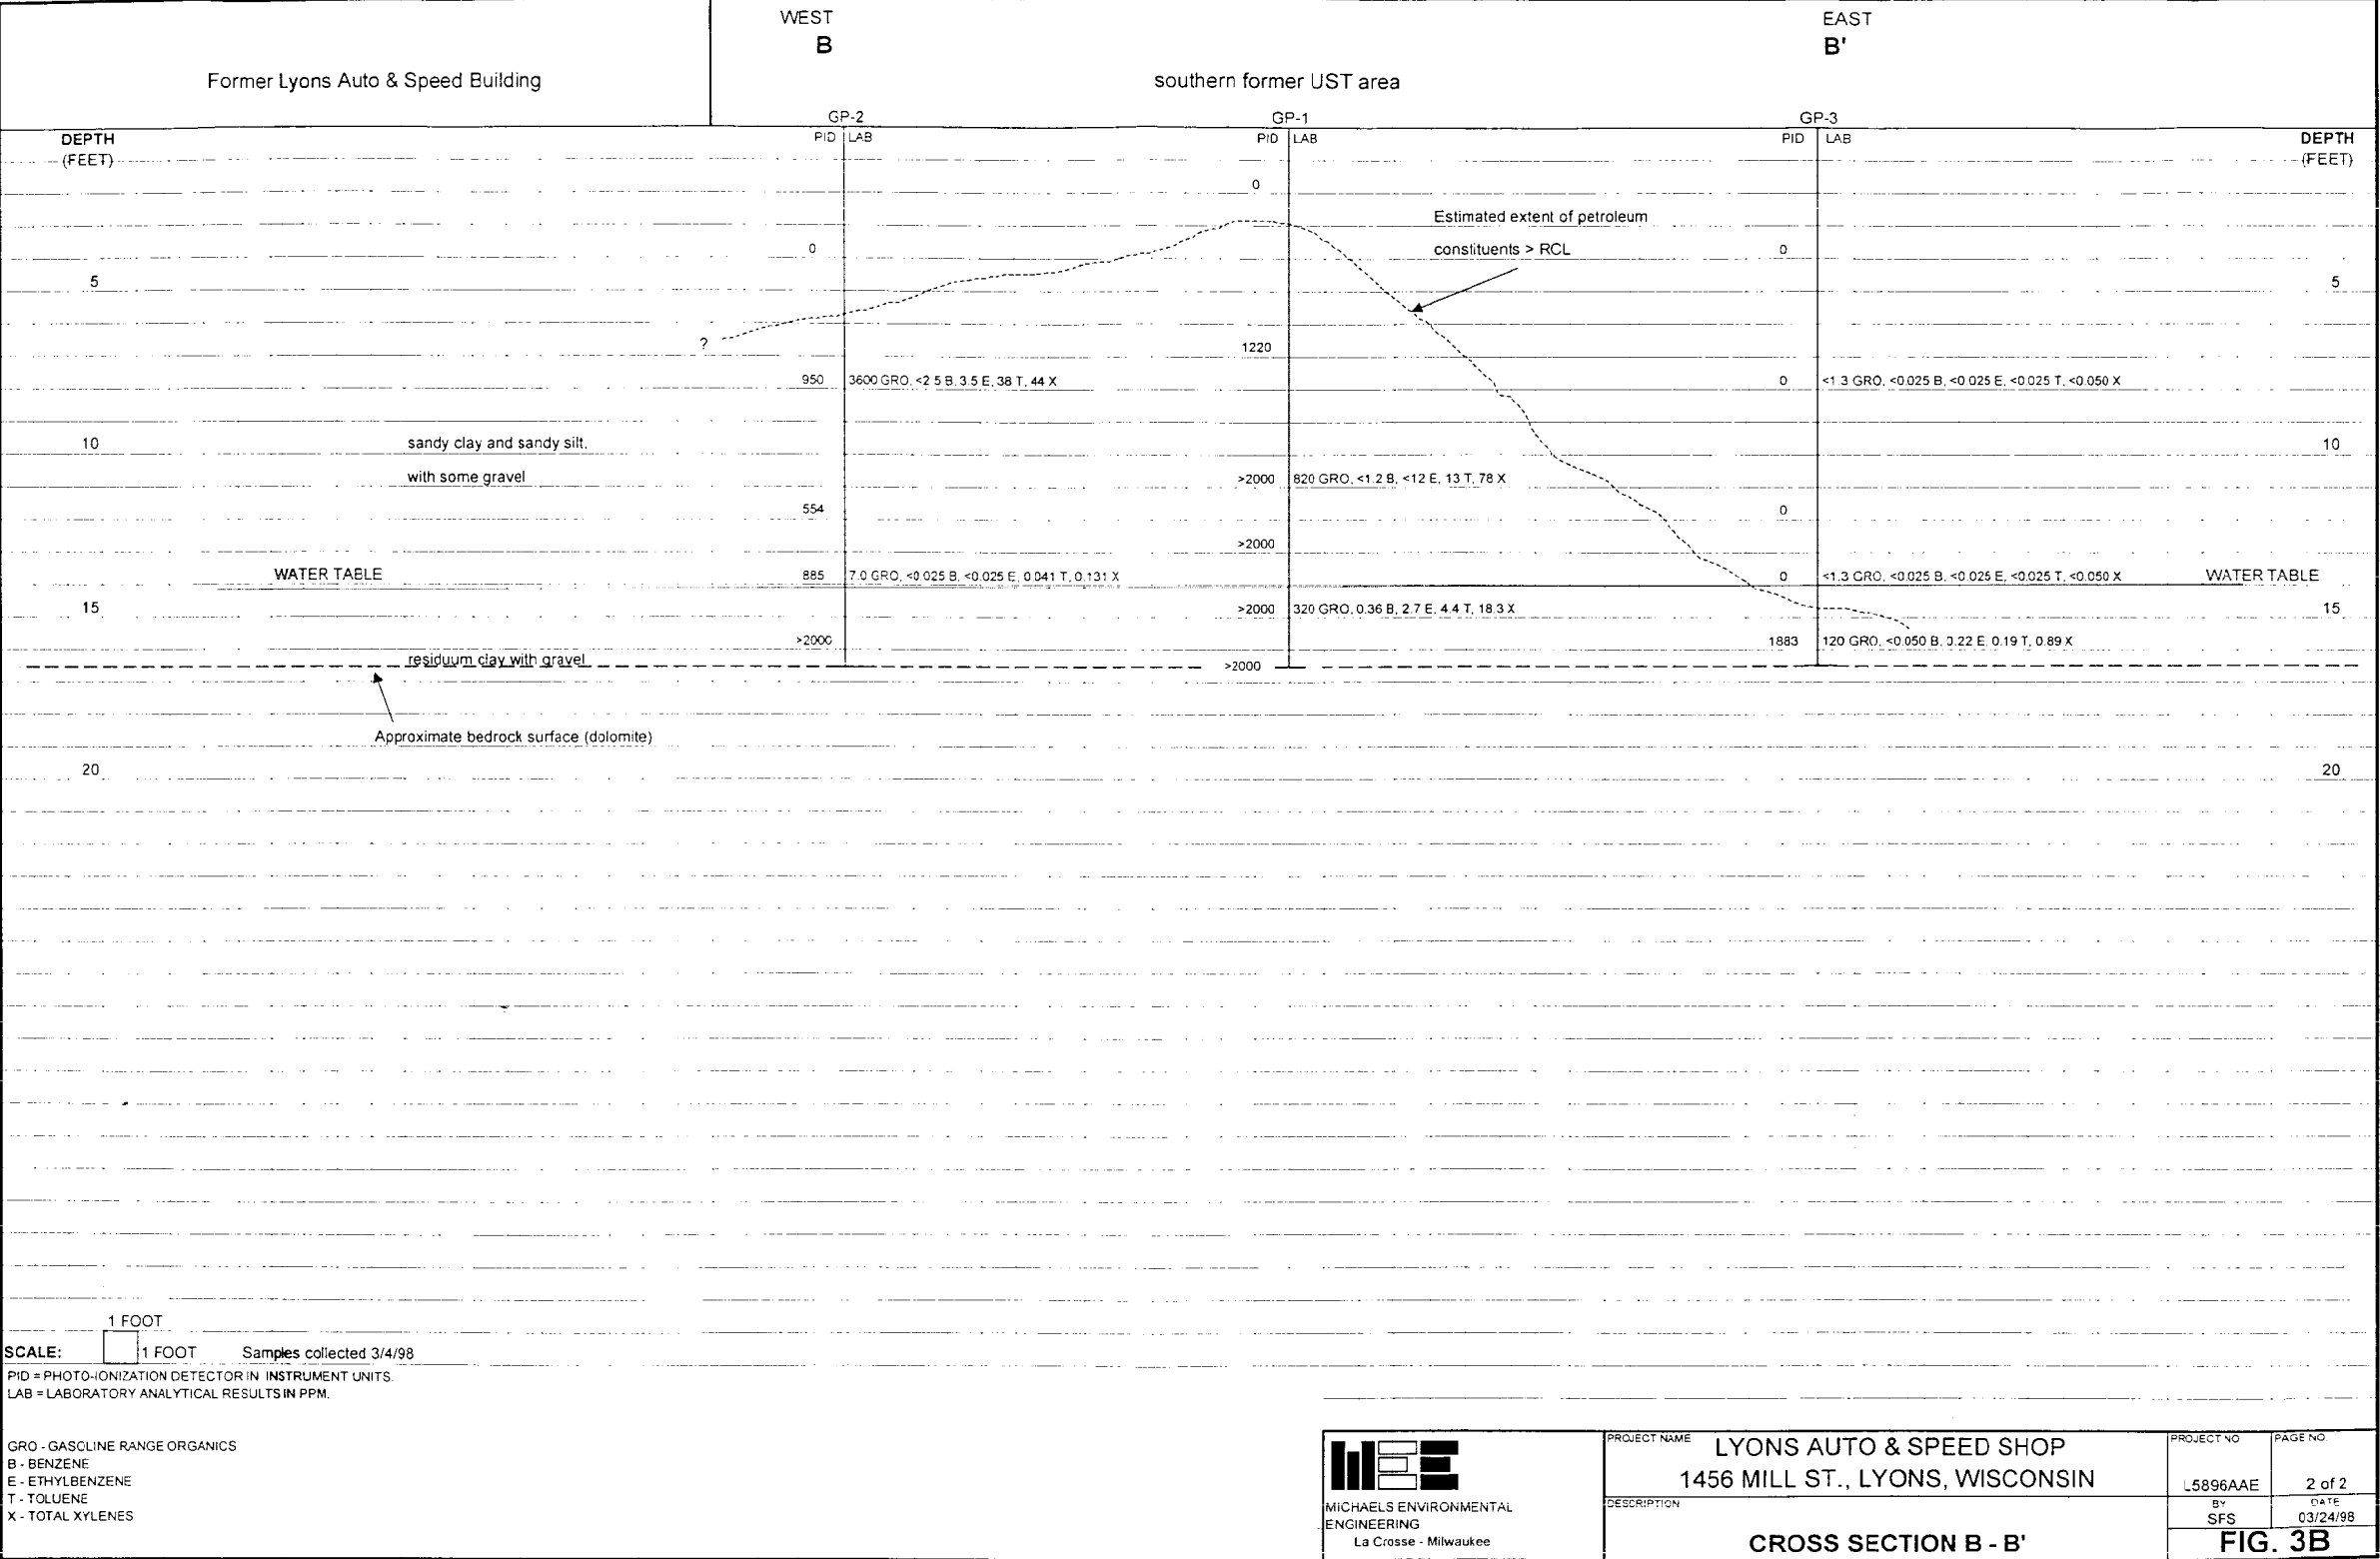 WEST
EAST
B
B'
Former Lyons Auto & Speed Building
southern former UST area
GP-2
GP-1
GP-3
DEPTH
(FEET)
PID LAB
PID LAB
PID LAB
DEPTH
(FEET)
0
Estimated extent of petroleum
0
constituents > RCL
0
5
5
?
1220
950 3600 GRO, <2.5 B, 3.5 E, 38 T, 44 X
0 <1.3 GRO, <0.025 B, <0.025 E, <0.025 T, <0.050 X
10
sandy clay and sandy silt,
10
with some gravel
>2000 820 GRO, <1.2 B, <12 E, 13 T, 78 X
554
0
>2000
WATER TABLE
885 7.0 GRO, <0.025 B, <0.025 E, 0.041 T, 0.131 X
0 <1.3 GRO, <0.025 B, <0.025 E, <0.025 T, <0.050 X
WATER TABLE
15
>2000 320 GRO, 0.36 B, 2.7 E, 4.4 T, 18.3 X
15
>2000
1883 120 GRO, <0.050 B, 0.22 E, 0.19 T, 0.89 X
residuum clay with gravel
>2000
Approximate bedrock surface (dolomite)
20
20
1 FOOT
SCALE: 1 FOOT Samples collected 3/4/98
PID = PHOTO-IONIZATION DETECTOR IN INSTRUMENT UNITS.
LAB = LABORATORY ANALYTICAL RESULTS IN PPM.
GRO - GASOLINE RANGE ORGANICS
B - BENZENE
E - ETHYLBENZENE
T - TOLUENE
X - TOTAL XYLENES
MEE
MICHAELS ENVIRONMENTAL
ENGINEERING
La Crosse - Milwaukee
PROJECT NAME
LYONS AUTO & SPEED SHOP
1456 MILL ST., LYONS, WISCONSIN
DESCRIPTION
CROSS SECTION B - B'
PROJECT NO
L5896AAE
PAGE NO.
2 of 2
BY
SFS
DATE
03/24/98
FIG. 3B